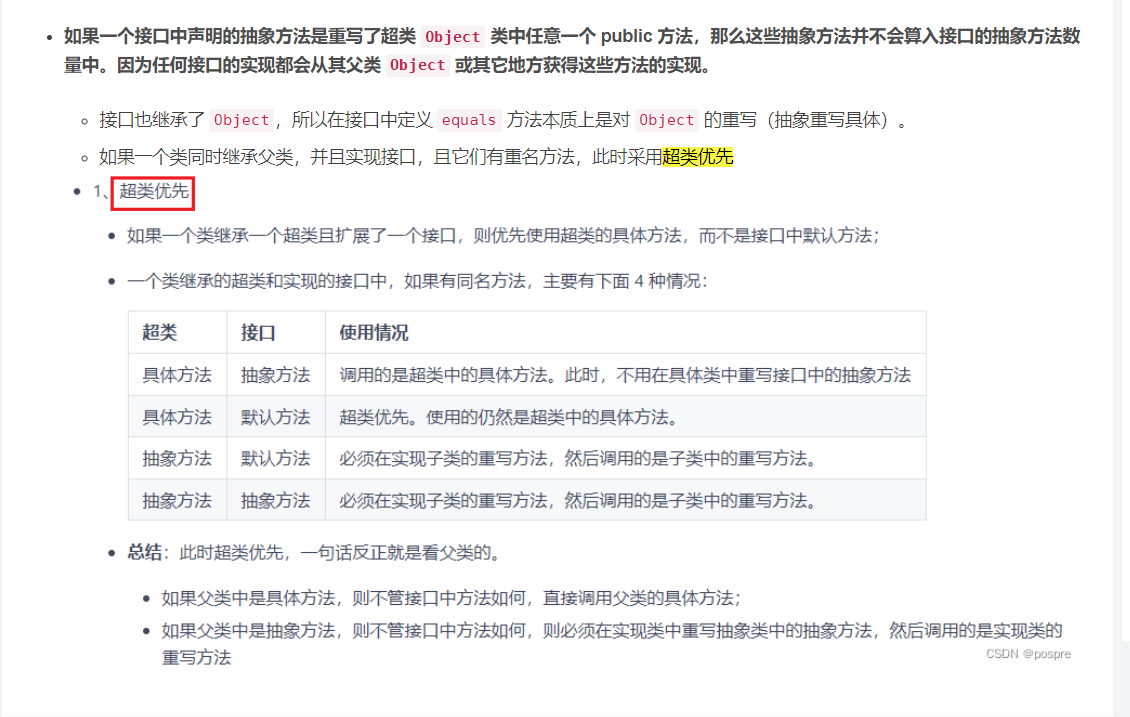 如果一个接口中声明的抽象方法是重写了超类 Object 类中任意一个 public 方法，那么这些抽象方法并不会算入接口的抽象方法数
量中。因为任何接口的实现都会从其父类 Object 或其它地方获得这些方法的实现。
接口也继承了 Object，所以在接口中定义 equals 方法本质上是对 Object 的重写（抽象重写具体）。
如果一个类同时继承父类，并且实现接口，且它们有重名方法，此时采用超类优先
1、超类优先
如果一个类继承一个超类且扩展了一个接口，则优先使用超类的具体方法，而不是接口中默认方法；
一个类继承的超类和实现的接口中，如果有同名方法，主要有下面 4 种情况：
超类 接口 使用情况
具体方法 抽象方法 调用的是超类中的具体方法。此时，不用在具体类中重写接口中的抽象方法
具体方法 默认方法 超类优先。使用的仍然是超类中的具体方法。
抽象方法 默认方法 必须在实现子类的重写方法，然后调用的是子类中的重写方法。
抽象方法 抽象方法 必须在实现子类的重写方法，然后调用的是子类中的重写方法。
总结：此时超类优先，一句话反正就是看父类的。
如果父类中是具体方法，则不管接口中方法如何，直接调用父类的具体方法；
如果父类中是抽象方法，则不管接口中方法如何，则必须在实现类中重写抽象类中的抽象方法，然后调用的是实现类的
重写方法
CSDN @pospre